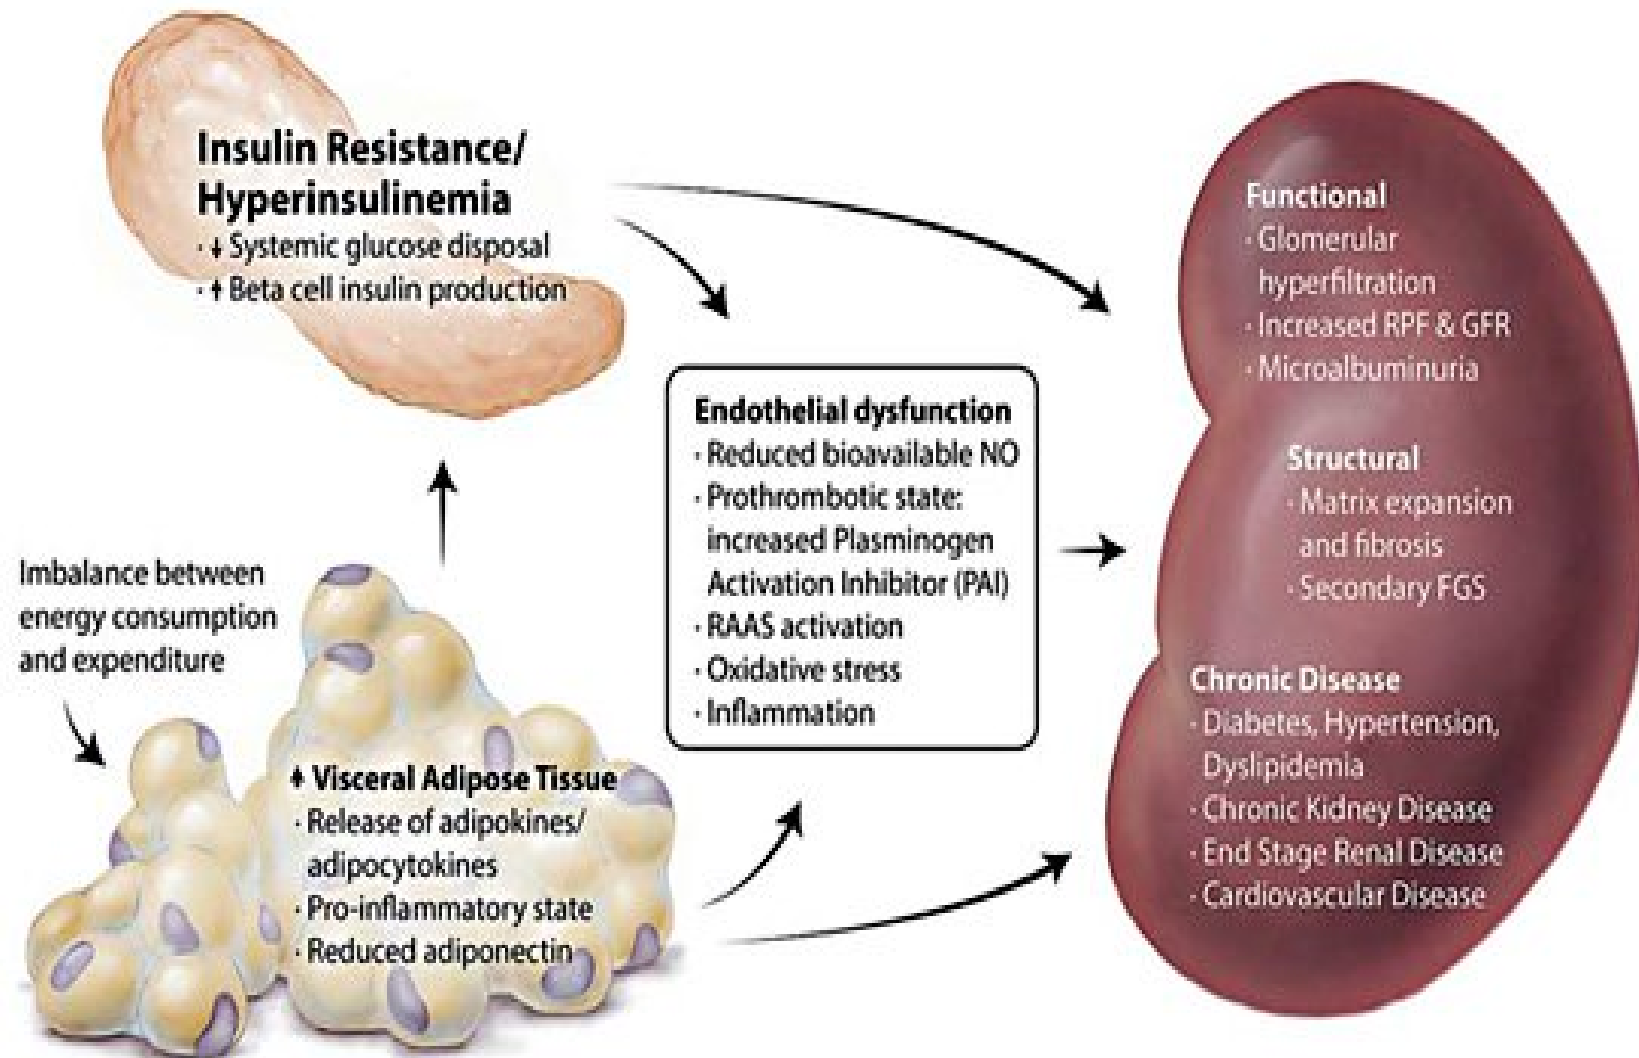 Insulin Resistance/
Hyperinsulinemia
· ↓ Systemic glucose disposal
· ↑ Beta cell insulin production
Imbalance between
energy consumption
and expenditure
↑ Visceral Adipose Tissue
· Release of adipokines/
adipocytokines
· Pro-inflammatory state
· Reduced adiponectin
Endothelial dysfunction
· Reduced bioavailable NO
· Prothrombotic state:
increased Plasminogen
Activation Inhibitor (PAI)
· RAAS activation
· Oxidative stress
· Inflammation
Functional
· Glomerular
hyperfiltration
· Increased RPF & GFR
· Microalbuminuria
Structural
· Matrix expansion
and fibrosis
· Secondary FGS
Chronic Disease
· Diabetes, Hypertension,
Dyslipidemia
· Chronic Kidney Disease
· End Stage Renal Disease
· Cardiovascular Disease